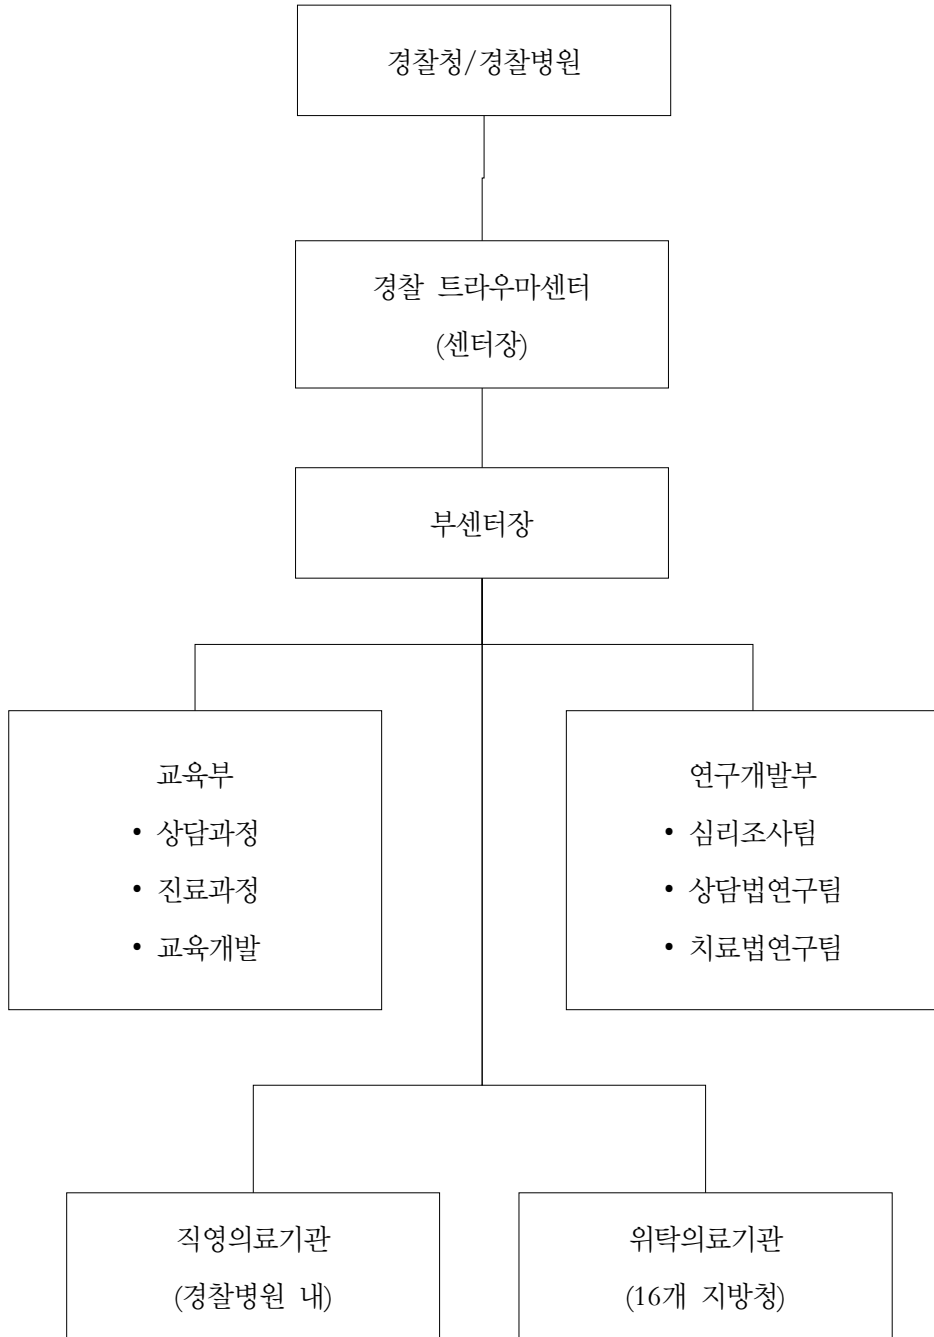 경찰청/경찰병원
경찰 트라우마센터
(센터장)
부센터장
교육부
• 상담과정
• 진료과정
• 교육개발
연구개발부
• 심리조사팀
• 상담법연구팀
• 치료법연구팀
직영의료기관
(경찰병원 내)
위탁의료기관
(16개 지방청)